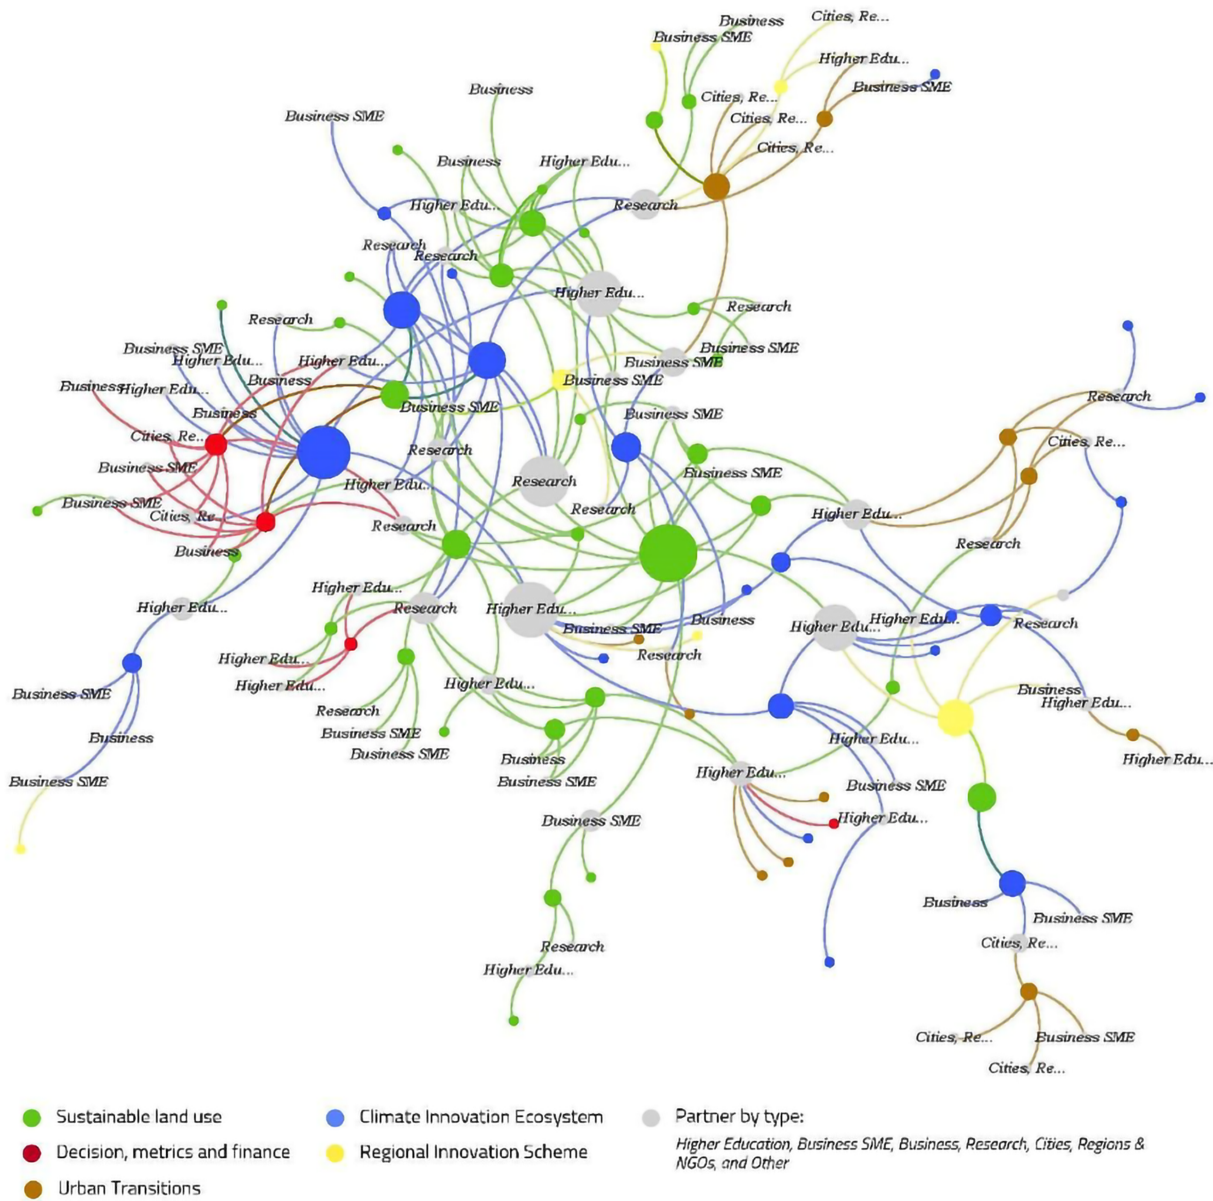 Cities, Re...
Business
Business SME
Higher Edu...
Business SME
Business
Cities, Re...
Business SME
Cities, Re...
Cities, Re...
Business
Higher Edu...
Higher Edu...
Research
Research
Research
Higher Edu...
Research
Research
Business SME
Business SME
Higher Edu...
Higher Edu...
Business SME
Business
Business SME
Business
Higher Edu...
Research
Business SME
Business
Business SME
Cities, Re...
Cities, Re...
Research
Business SME
Business SME
Higher Edu...
Research
Business SME
Cities, Re...
Research
Research
Higher Edu...
Business
Research
Higher Edu...
Higher Edu...
Research
Higher Edu...
Business
Higher Edu...
Research
Business SME
Higher Edu...
Research
Higher Edu...
Higher Edu...
Higher Edu...
Business SME
Business
Research
Higher Edu...
Business SME
Business
Higher Edu...
Business SME
Business
Higher Edu...
Business SME
Higher Edu...
Business SME
Business SME
Business SME
Higher Edu...
Business
Business SME
Research
Cities, Re...
Higher Edu...
Cities, Re...
Business SME
Cities, Re...
Sustainable land use
Climate Innovation Ecosystem
Partner by type:
Decision, metrics and finance
Regional Innovation Scheme
Higher Education, Business SME, Business, Research, Cities, Regions &
NGOs, and Other
Urban Transitions